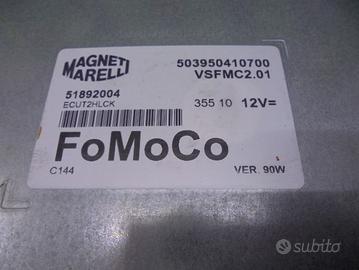 MAGNETI
MARELLI
503950410700
VSFMC2.01
51892004
ECUT2HLCK
355 10 12V=
FoMoCo
C144
VER. 90W
subito